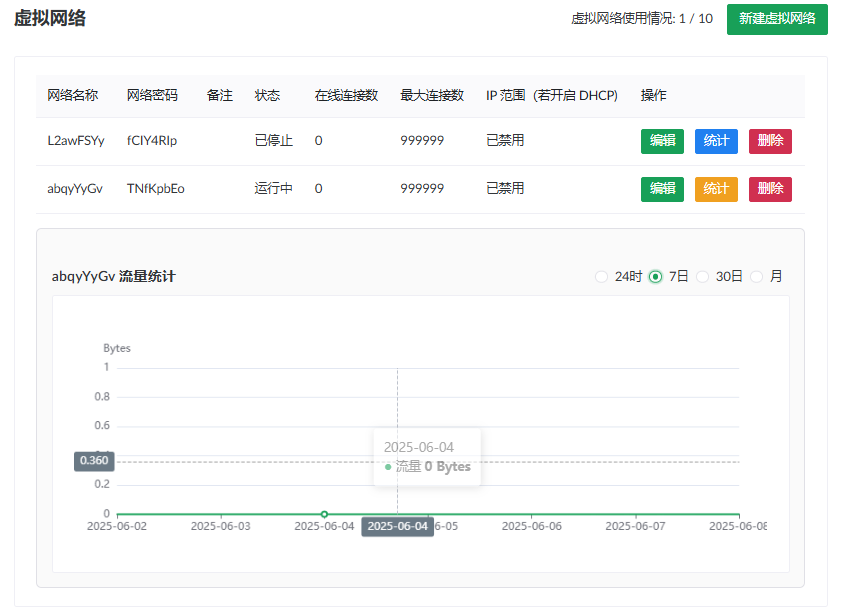 虚拟网络
虚拟网络使用情况: 1 / 10 新建虚拟网络
网络名称 网络密码 备注 状态 在线连接数 最大连接数 IP 范围（若开启 DHCP) 操作
L2awFSYy fCIY4RIp 已停止 0 999999 已禁用 编辑 统计 删除
abqyYyGv TNfKpbEo 运行中 0 999999 已禁用 编辑 统计 删除
abqyYyGv 流量统计 24时 7日 30日 月
Bytes
1
0.8
0.6
2025-06-04
0.360
流量 0 Bytes
0.2
0
2025-06-02 2025-06-03 2025-06-04 2025-06-04 6-05 2025-06-06 2025-06-07 2025-06-08